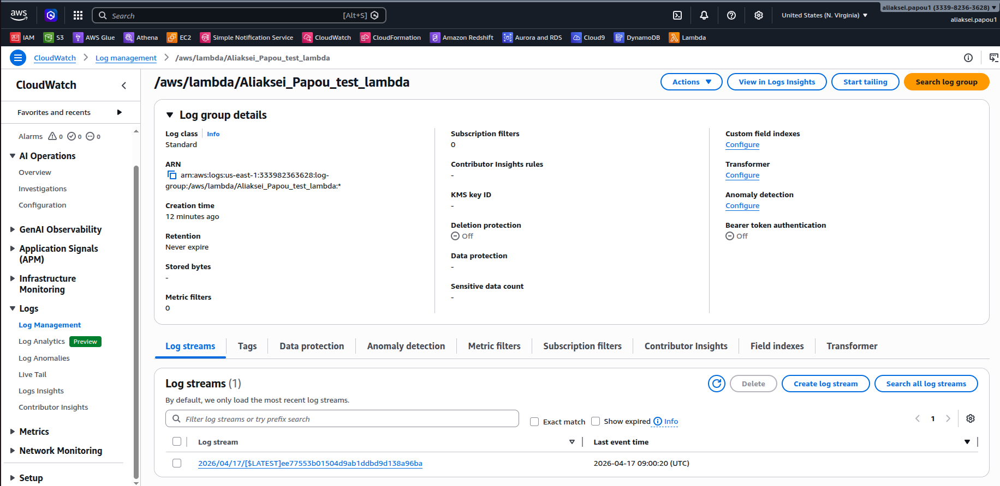 aws
Search
[Alt+S]
United States (N. Virginia)
aliaksei.papou1 (3339-8236-3628)
aliaksei.papou1
IAM
S3
AWS Glue
Athena
EC2
Simple Notification Service
CloudWatch
CloudFormation
Amazon Redshift
Aurora and RDS
Cloud9
DynamoDB
Lambda
CloudWatch
Log management
/aws/lambda/Aliaksei_Papou_test_lambda
CloudWatch
Favorites and recents
Alarms 0 0 0
AI Operations
Overview
Investigations
Configuration
GenAI Observability
Application Signals
(APM)
Infrastructure
Monitoring
Logs
Log Management
Log Analytics Preview
Log Anomalies
Live Tail
Logs Insights
Contributor Insights
Metrics
Network Monitoring
Setup
/aws/lambda/Aliaksei_Papou_test_lambda
Actions
View in Logs Insights
Start tailing
Search log group
Log group details
Log class Info
Standard
ARN
arn:aws:logs:us-east-1:333982363628:log-
group:/aws/lambda/Aliaksei_Papou_test_lambda:*
Creation time
12 minutes ago
Retention
Never expire
Stored bytes
-
Metric filters
0
Subscription filters
0
Contributor Insights rules
-
KMS key ID
-
Deletion protection
Off
Data protection
-
Sensitive data count
-
Custom field indexes
Configure
Transformer
Configure
Anomaly detection
Configure
Bearer token authentication
Off
Log streams
Tags
Data protection
Anomaly detection
Metric filters
Subscription filters
Contributor Insights
Field indexes
Transformer
Log streams (1)
Delete
Create log stream
Search all log streams
By default, we only load the most recent log streams.
Filter log streams or try prefix search
Exact match
Show expired
Info
1
Log stream
Last event time
2026/04/17/[$LATEST]ee77553b01504d9ab1ddbd9d138a96ba
2026-04-17 09:00:20 (UTC)